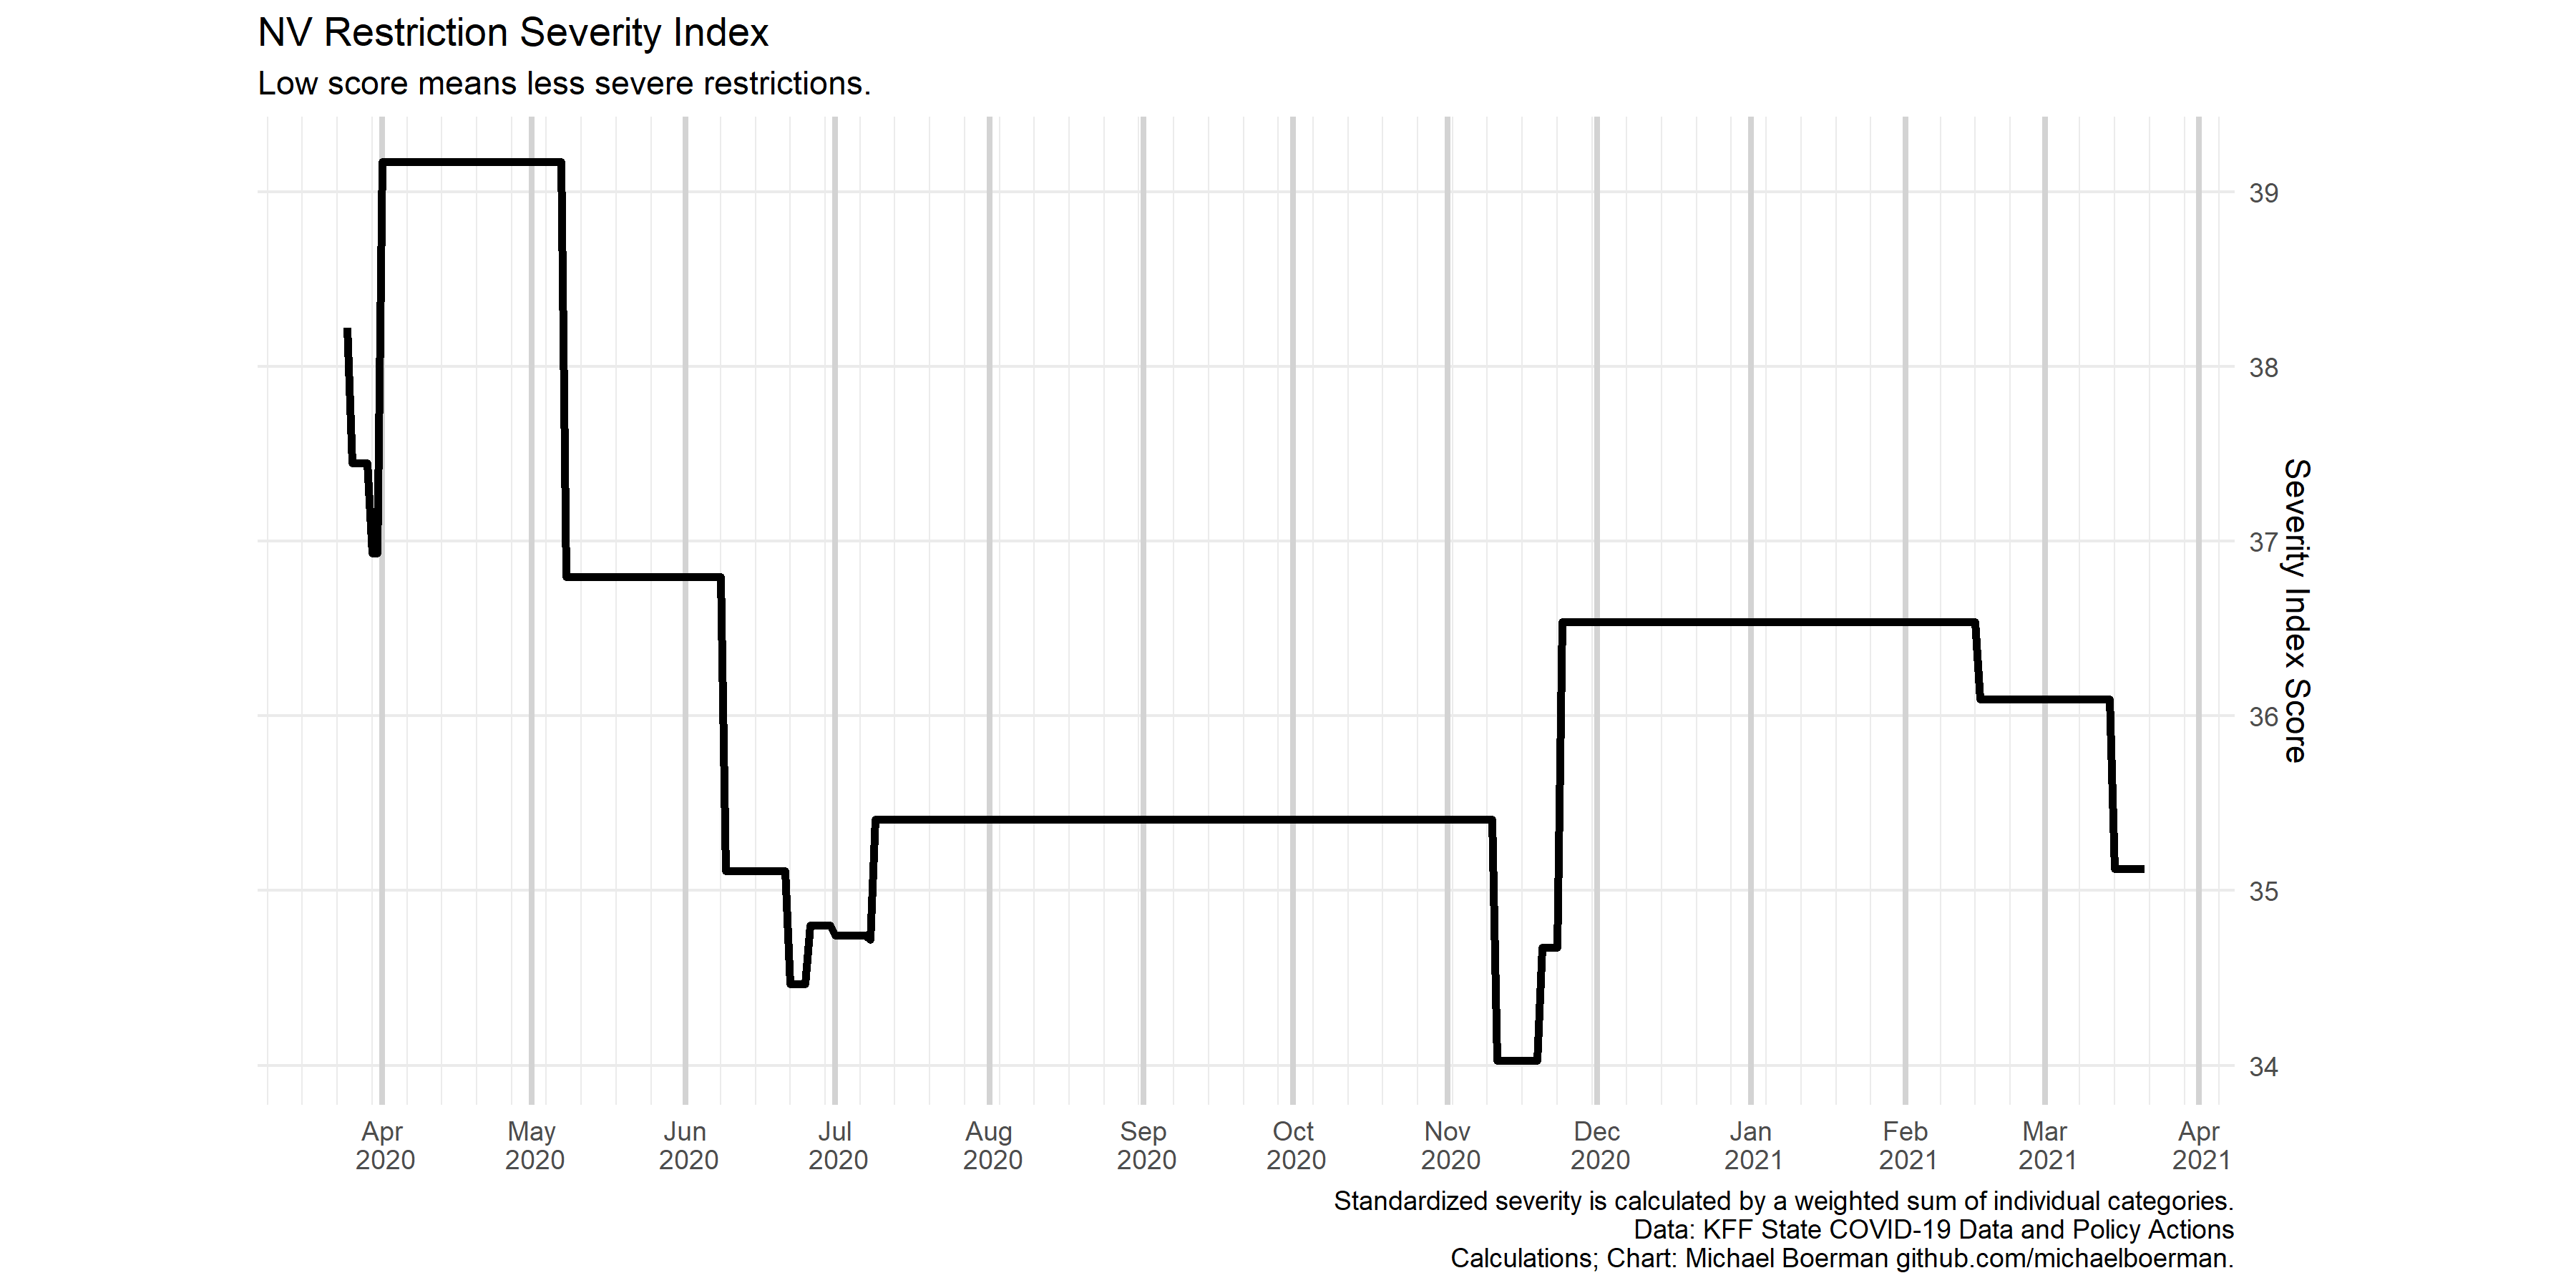 NV Restriction Severity Index
Low score means less severe restrictions.
39
38
37
36
35
34
Severity Index Score
Apr 2020
May 2020
Jun 2020
Jul 2020
Aug 2020
Sep 2020
Oct 2020
Nov 2020
Dec 2020
Jan 2021
Feb 2021
Mar 2021
Apr 2021
Standardized severity is calculated by a weighted sum of individual categories.
Data: KFF State COVID-19 Data and Policy Actions
Calculations; Chart: Michael Boerman github.com/michaelboerman.